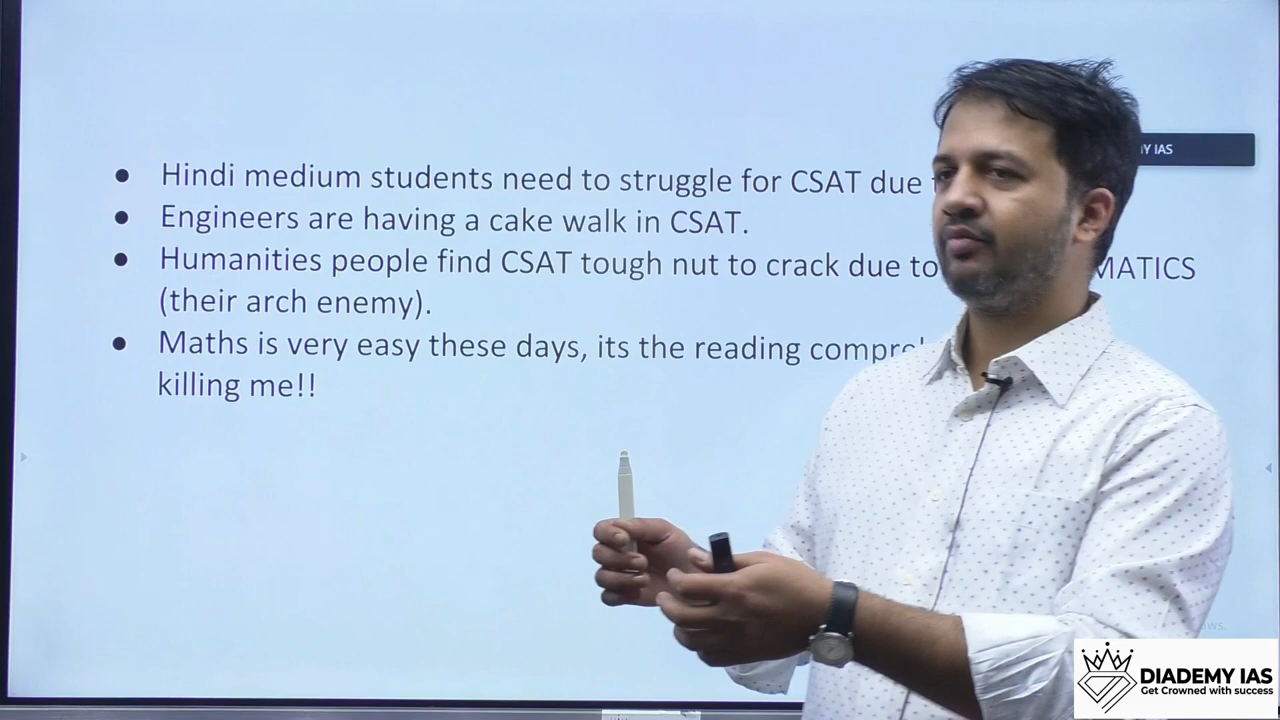 Hindi medium students need to struggle for CSAT due
IAS
Engineers are having a cake walk in CSAT.
Humanities people find CSAT tough nut to crack due to
(their arch enemy).
Maths is very easy these days, its the reading
killing me!!
DIADEMY IAS
Get Crowned with success